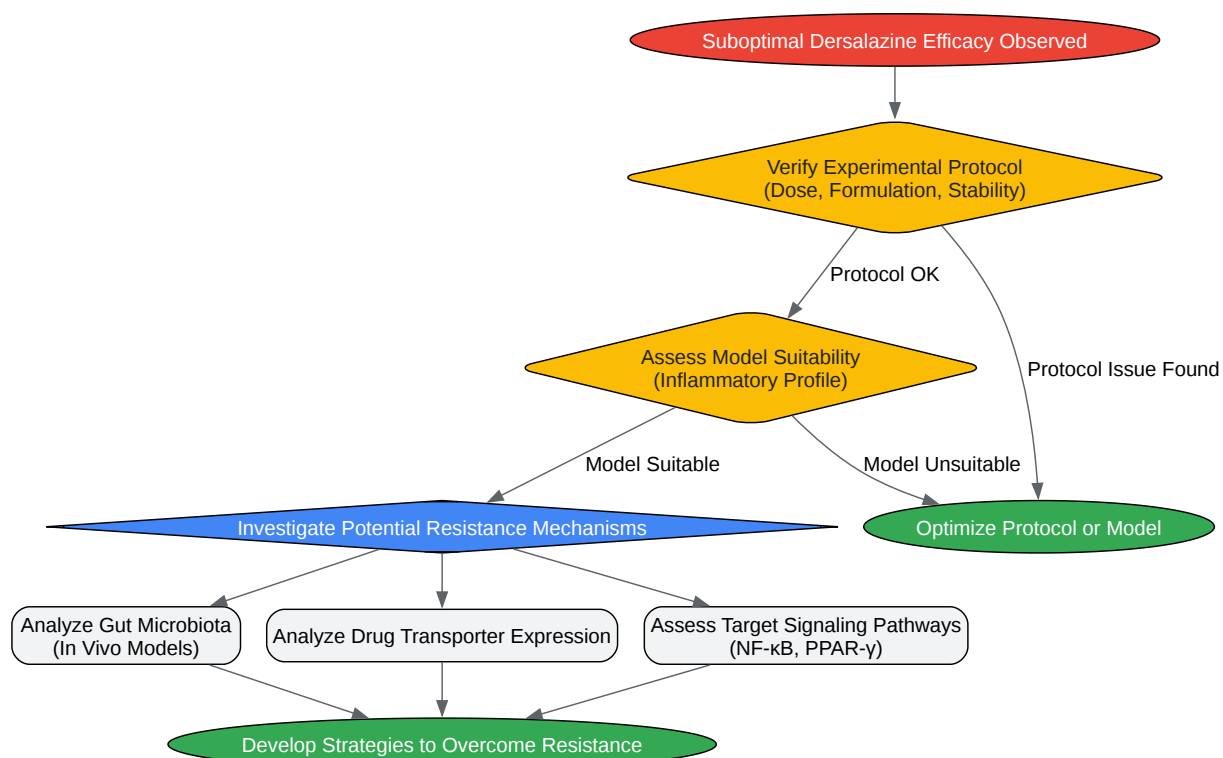 Suboptimal Dersalazine Efficacy Observed
Verify Experimental Protocol
(Dose, Formulation, Stability)
Protocol OK
Assess Model Suitability
(Inflammatory Profile)
Protocol Issue Found
Model Suitable
Model Unsuitable
Investigate Potential Resistance Mechanisms
Optimize Protocol or Model
Analyze Gut Microbiota
(In Vivo Models)
Analyze Drug Transporter Expression
Assess Target Signaling Pathways
(NF-κB, PPAR-γ)
Develop Strategies to Overcome Resistance